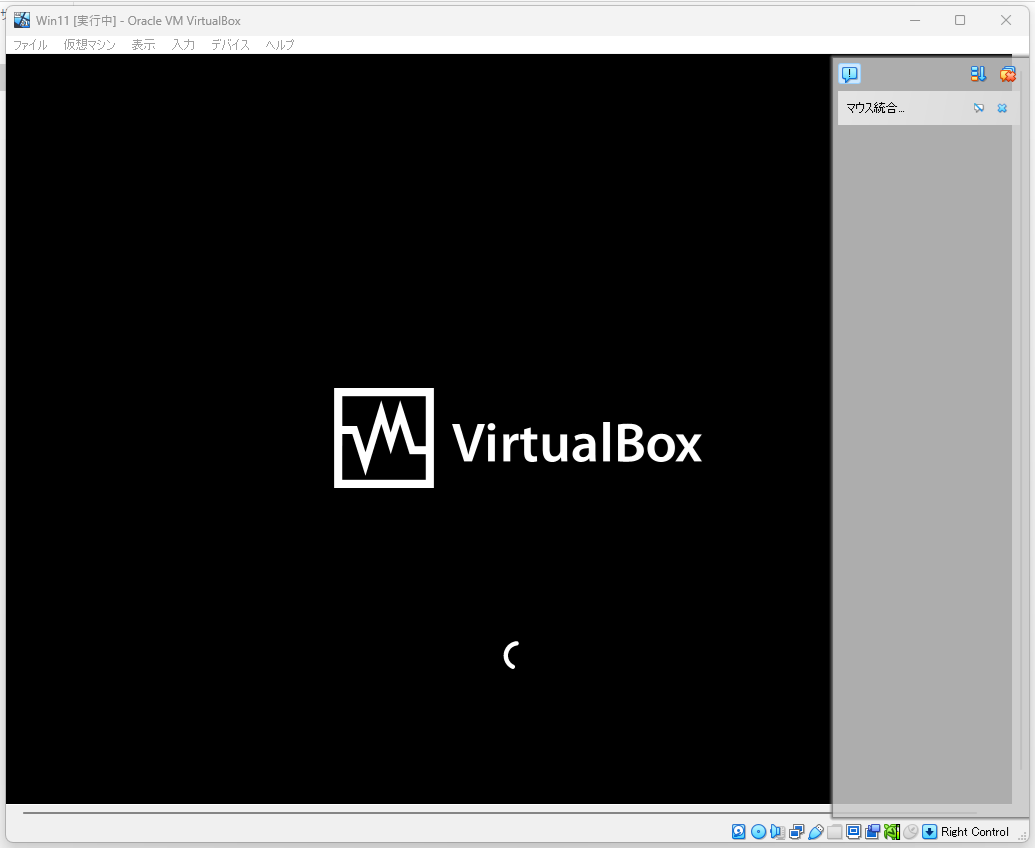 Win11 [実行中] - Oracle VM VirtualBox
ファイル 仮想マシン 表示 入力 デバイス ヘルプ
マウス統合...
VirtualBox
Right Control